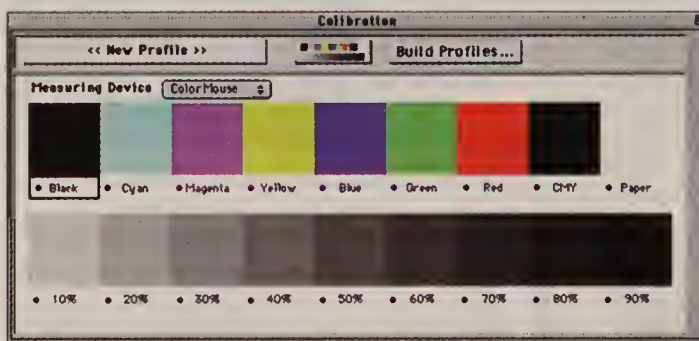 Calibration
<< New Profile >>
Build Profiles...
Measuring Device ColorMouse
• Black • Cyan • Magenta • Yellow • Blue • Green • Red • CMY • Paper
• 10% • 20% • 30% • 40% • 50% • 60% • 70% • 80% • 90%